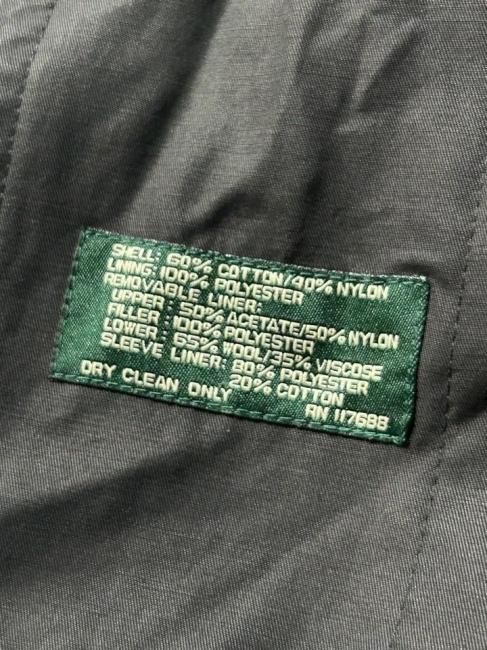 SHELL: 60% COTTON/40% NYLON
LINING: 100% POLYESTER
REMOVABLE LINER:
UPPER: 50% ACETATE/50% NYLON
FILLER: 100% POLYESTER
LOWER: 65% WOOL/35% VISCOSE
SLEEVE LINER: 80% POLYESTER
20% COTTON
DRY CLEAN ONLY RN 117688